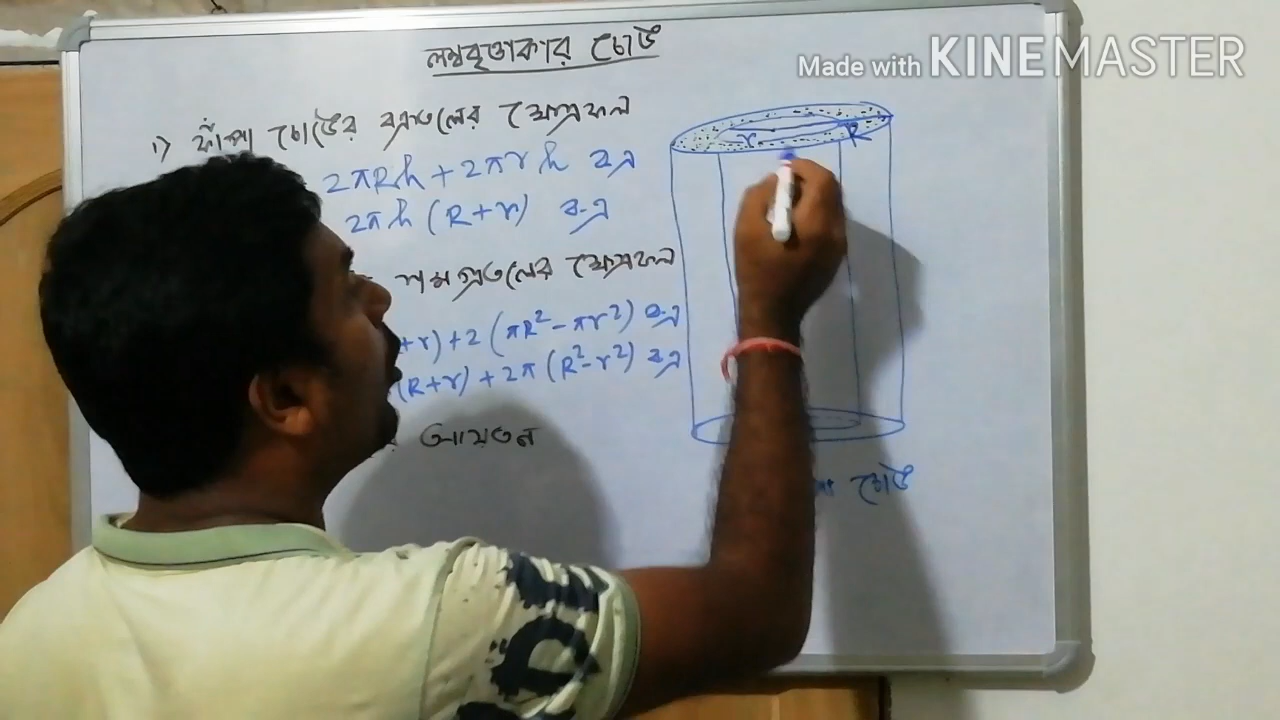 লম্ববৃত্তাকার চোঙ
Made with KINEMASTER
১) ফাঁপা চোঙের বক্রতলের ক্ষেত্রফল
2πRh + 2πrh ব.এ
2πh (R+r) ব.এ
সমগ্রতলের ক্ষেত্রফল
+r) + 2 (πR² - πr²) ব.এ
(R+r) + 2π (R² - r²) ব.এ
র আয়তন
r
R
চোঙ